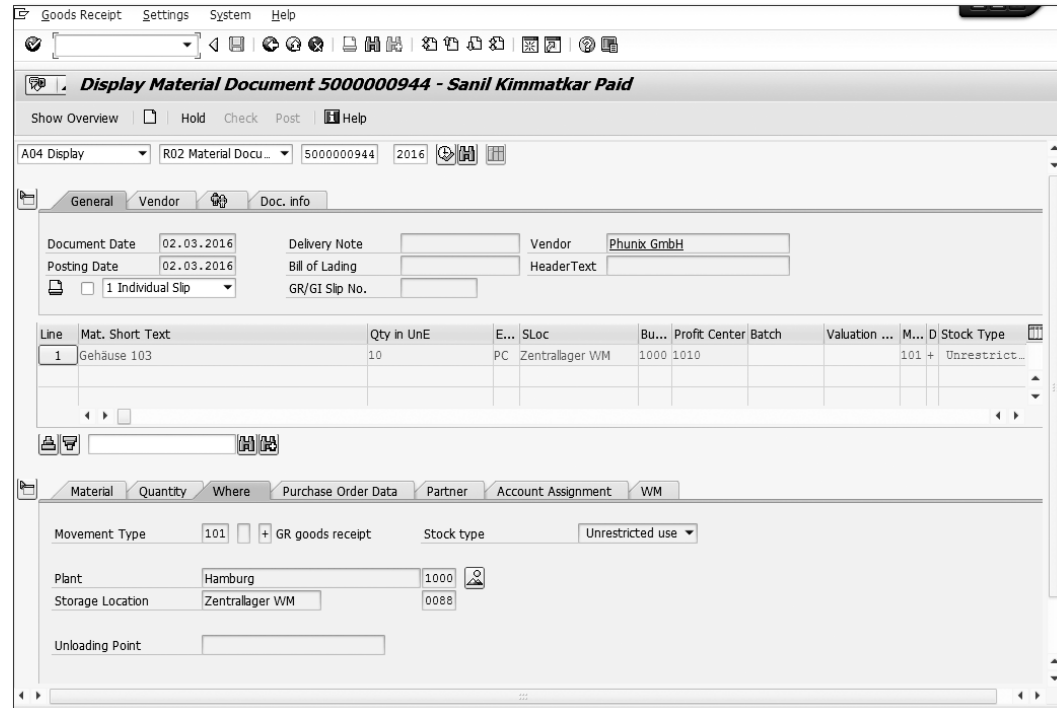 Goods Receipt Settings System Help
Display Material Document 5000000944 - Sanil Kimmatkar Paid
Show Overview Hold Check Post Help
A04 Display R02 Material Docu... 5000000944 2016
General Vendor Doc. info
Document Date 02.03.2016 Delivery Note Vendor Phunix GmbH
Posting Date 02.03.2016 Bill of Lading HeaderText
1 Individual Slip GR/GI Slip No.
Line Mat. Short Text Qty in UnE E... SLoc Bu... Profit Center Batch Valuation ... M... D Stock Type
1 Gehäuse 103 10 PC Zentrallager WM 1000 1010 101 + Unrestrict...
Material Quantity Where Purchase Order Data Partner Account Assignment WM
Movement Type 101 + GR goods receipt Stock type Unrestricted use
Plant Hamburg 1000
Storage Location Zentrallager WM 0088
Unloading Point